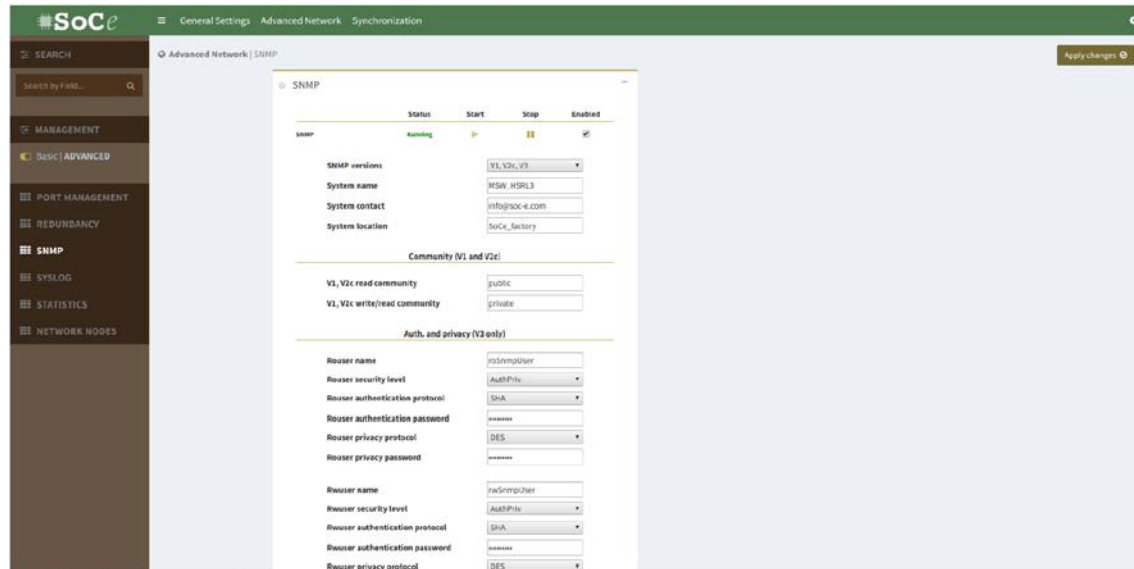 SoCe
General Settings Advanced Network Synchronization
SEARCH
Search by Field...
MANAGEMENT
Basic | ADVANCED
PORT MANAGEMENT
REDUNDANCY
SNMP
SYSLOG
STATISTICS
NETWORK NODES
Advanced Network | SNMP
Apply changes
SNMP
Status Start Stop Enabled
SNMP Running
SNMP versions V1, V2c, V3
System name MSW_HSRL3
System contact info@soc-e.com
System location SoCe_factory
Community (V1 and V2c)
V1, V2c read community public
V1, V2c write/read community private
Auth. and privacy (V3 only)
Rouser name roSnmpUser
Rouser security level AuthPriv
Rouser authentication protocol SHA
Rouser authentication password
Rouser privacy protocol DES
Rouser privacy password
Rwuser name rwSnmpUser
Rwuser security level AuthPriv
Rwuser authentication protocol SHA
Rwuser authentication password
Rwuser privacy protocol DES